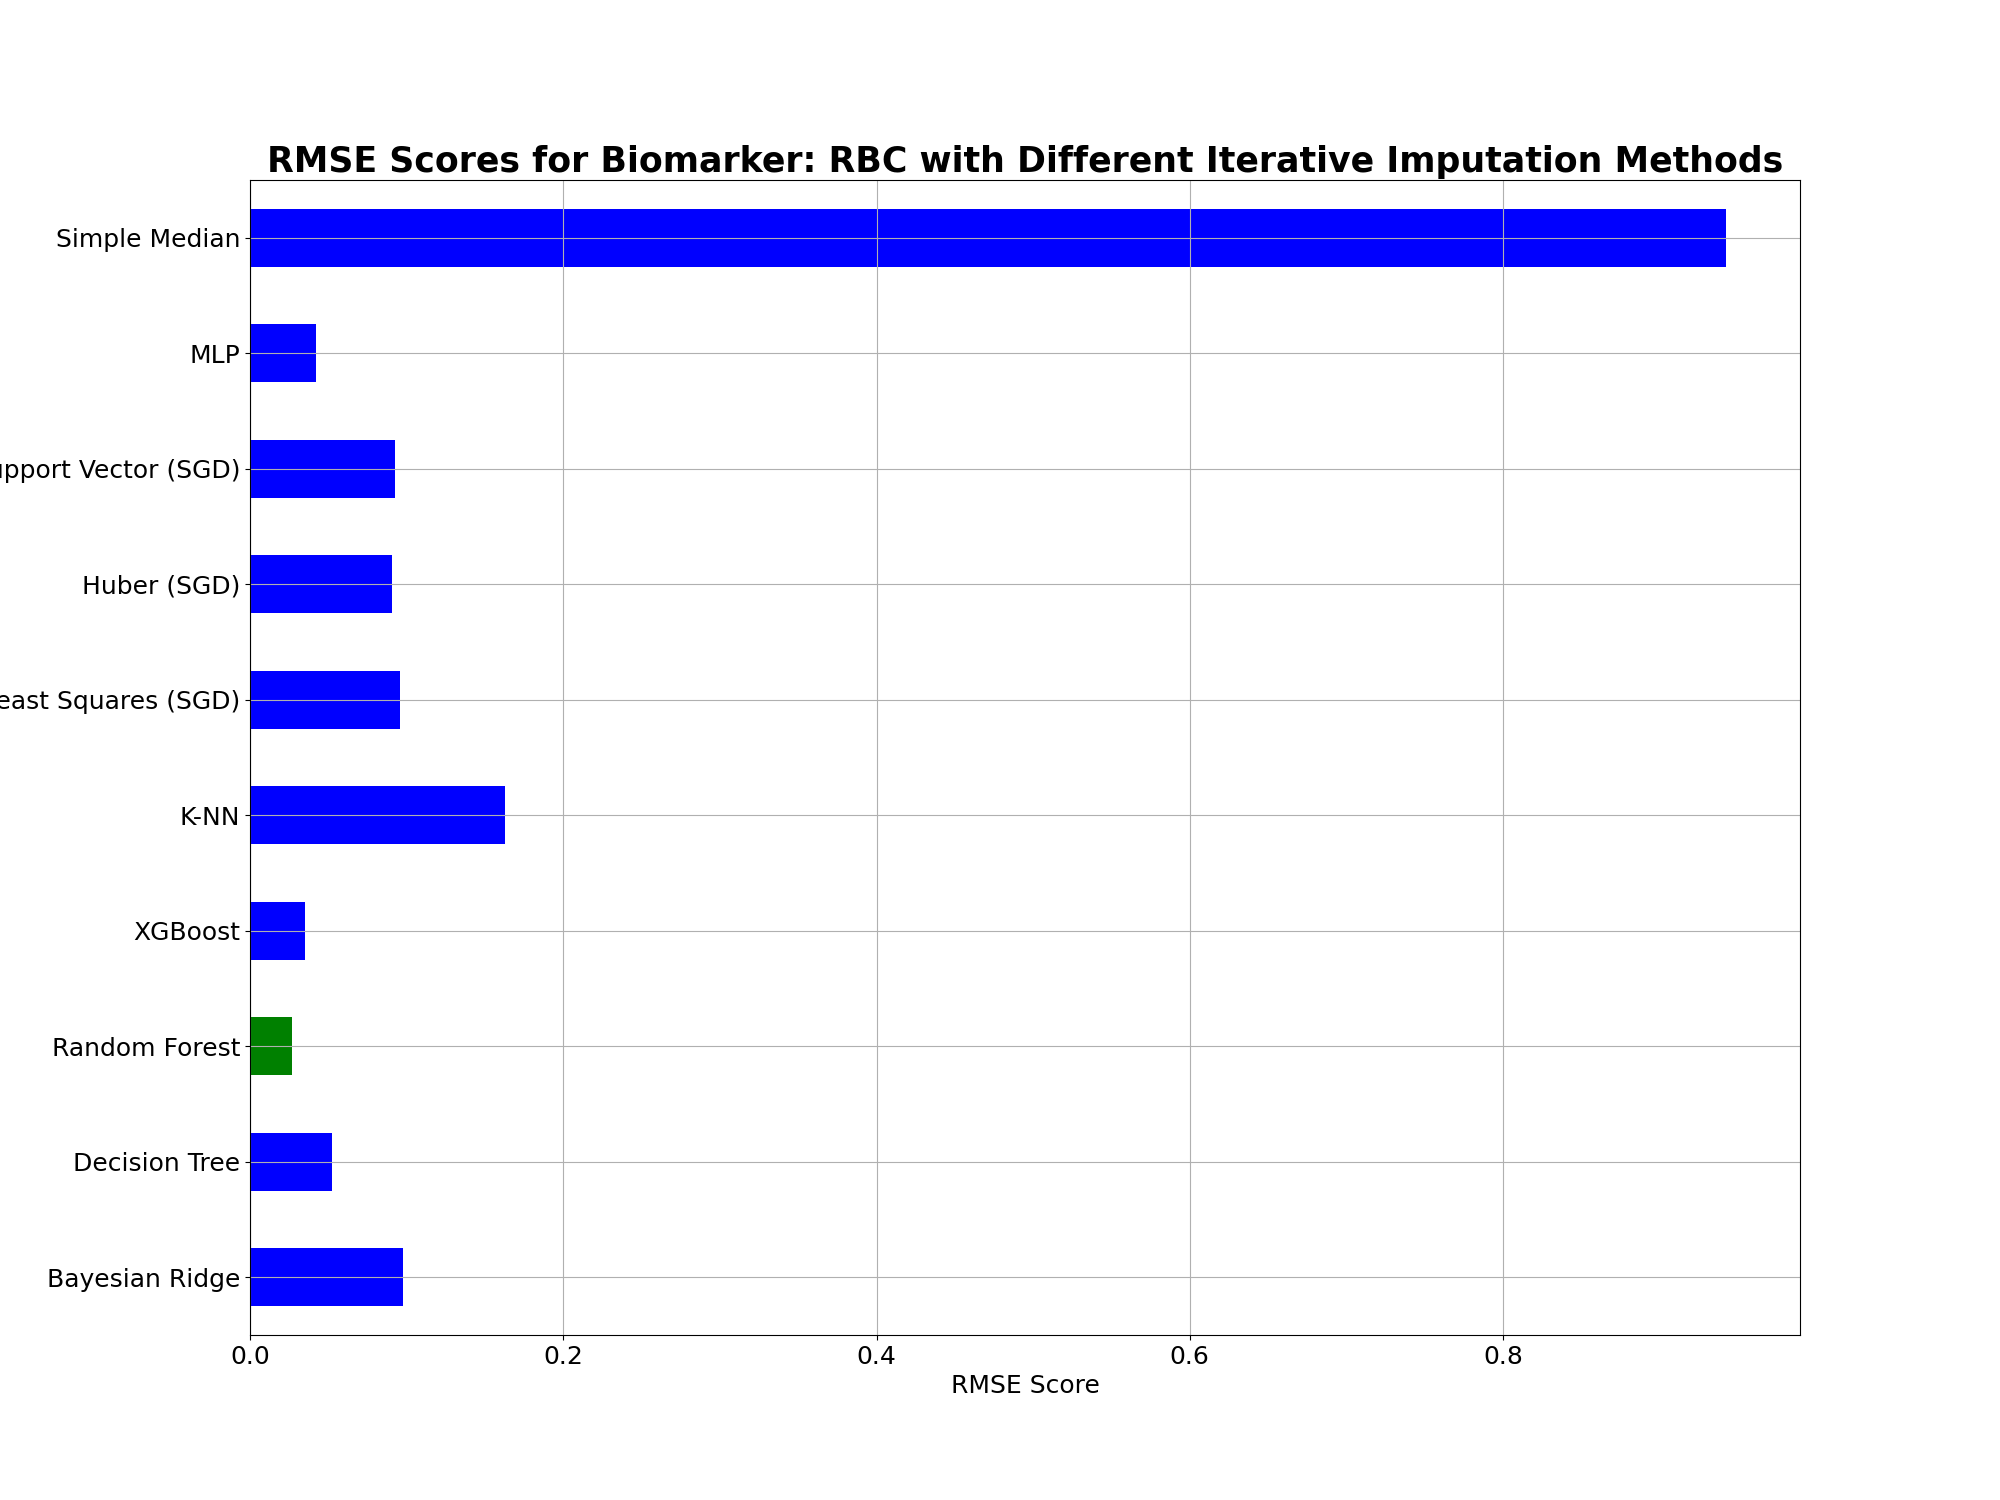 RMSE Scores for Biomarker: RBC with Different Iterative Imputation Methods
Simple Median
MLP
upport Vector (SGD)
Huber (SGD)
east Squares (SGD)
K-NN
XGBoost
Random Forest
Decision Tree
Bayesian Ridge
0.0 0.2 0.4 0.6 0.8
RMSE Score